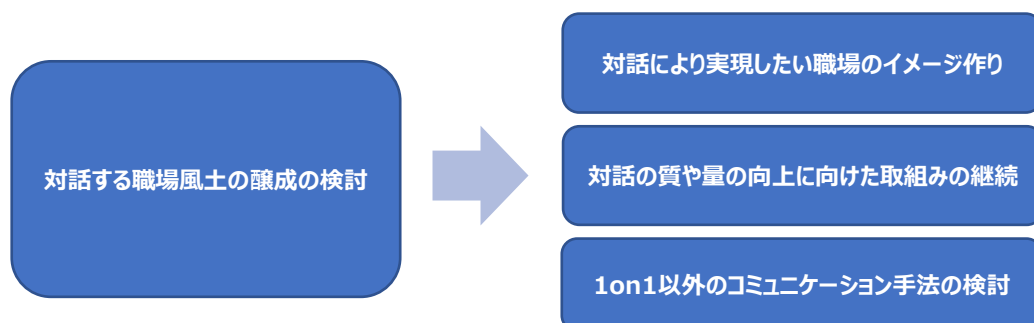 対話する職場風土の醸成の検討
対話により実現したい職場のイメージ作り
対話の質や量の向上に向けた取組みの継続
1on1以外のコミュニケーション手法の検討